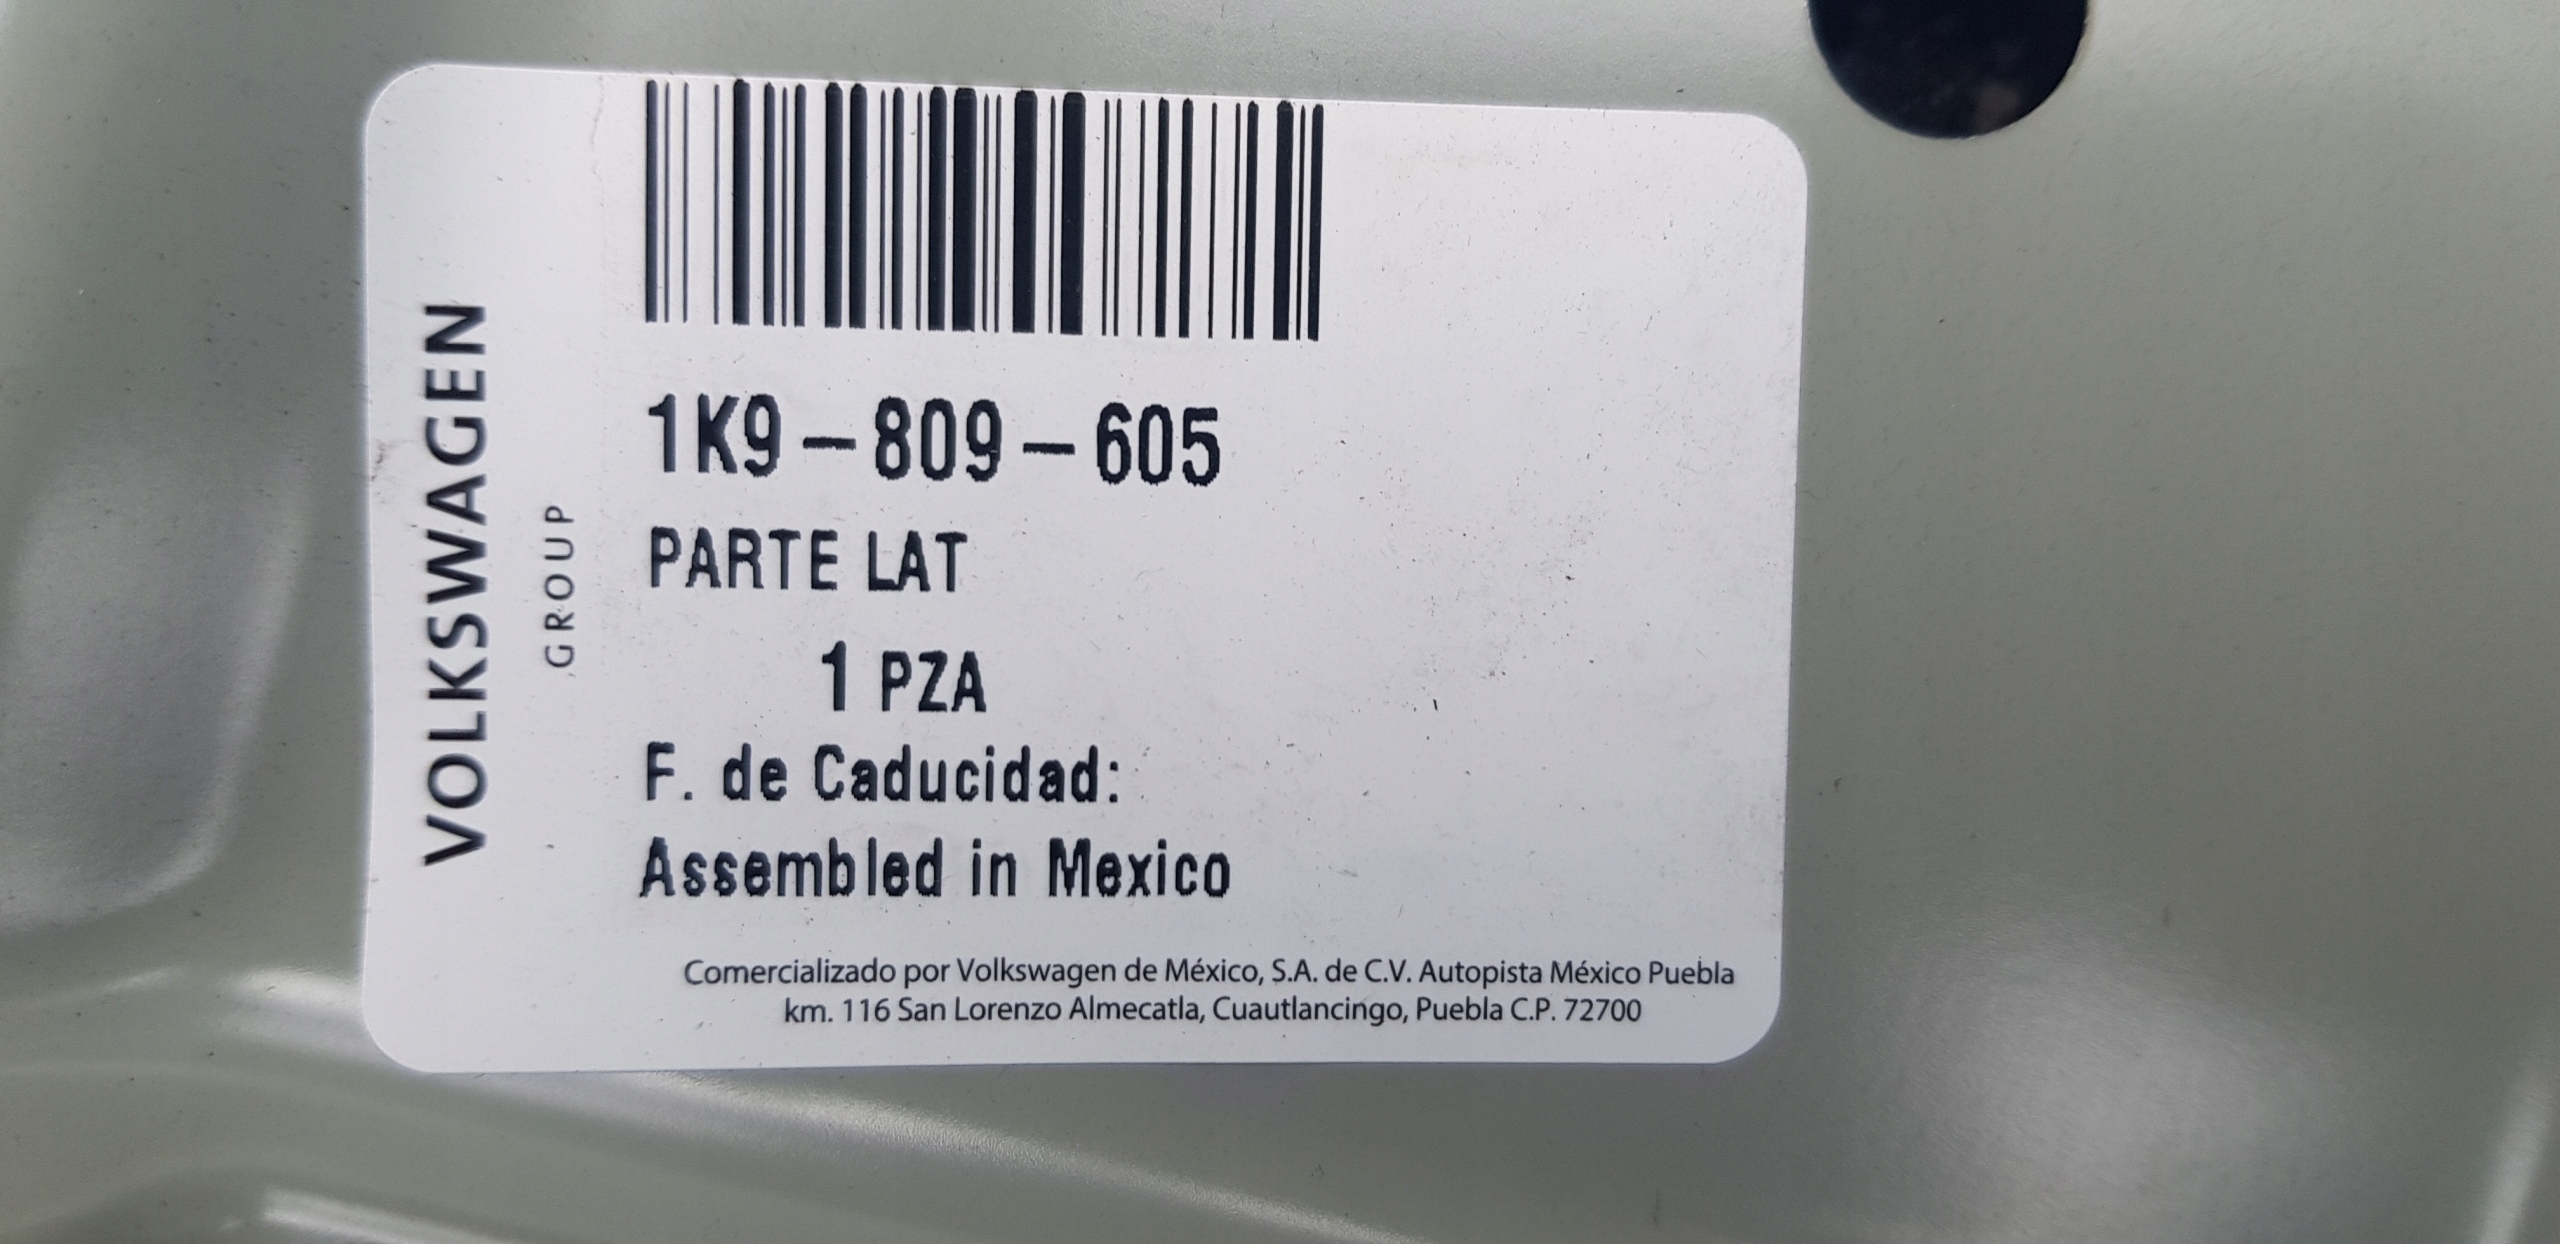 VOLKSWAGEN
GROUP
1K9-809-605
PARTE LAT
1 PZA
F. de Caducidad:
Assembled in Mexico
Comercializado por Volkswagen de México, S.A. de C.V. Autopista México Puebla
km. 116 San Lorenzo Almecatla, Cuautlancingo, Puebla C.P. 72700